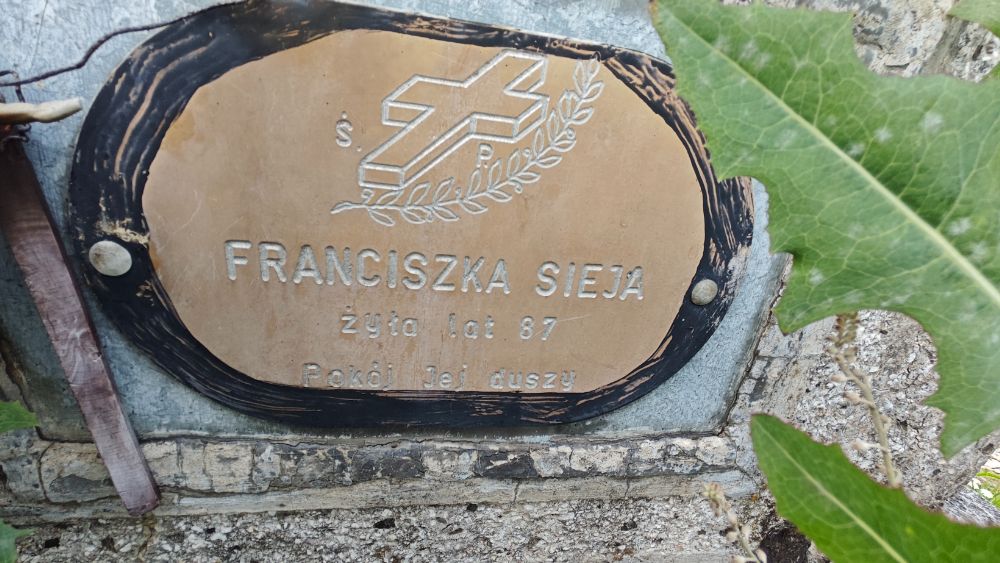 Ś. P.
FRANCISZKA SIEJA
żyła lat 87
Pokój Jej duszy